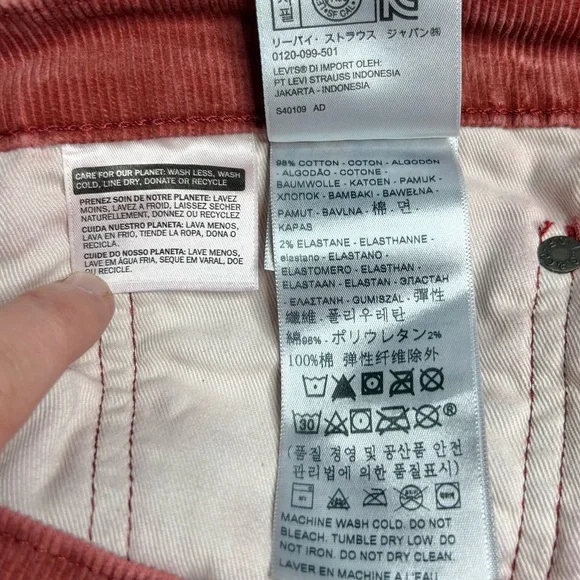 SF CAL
リーバイ・ストラウス ジャパン㈱
0120-099-501
LEVI'S® DI IMPORT OLEH:
PT LEVI STRAUSS INDONESIA
JAKARTA - INDONESIA
S40109 AD
CARE FOR OUR PLANET: WASH LESS, WASH
COLD, LINE DRY, DONATE OR RECYCLE
PRENEZ SOIN DE NOTRE PLANETE: LAVEZ
MOINS, LAVEZ A FROID, LAISSEZ SECHER
NATURELLEMENT, DONNEZ OU RECYCLEZ
CUIDA NUESTRO PLANETA: LAVA MENOS,
LAVA EN FRIO, TIENDE LA ROPA, DONA O
RECICLA.
CUIDE DO NOSSO PLANETA: LAVE MENOS,
LAVE EM ÁGUA FRIA, SEQUE EM VARAL, DOE
OU RECICLE.
98% COTTON - COTON - ALGODÓN
ALGODÃO - COTONE -
BAUMWOLLE - KATOEN - PAMUK -
ΧΛΟΠΟΚ - BAMBAKI - BAWEŁNA -
PAMUT - BAVLNA - 棉 - 면 -
KAPAS
2% ELASTANE - ELASTHANNE -
elastano - ELASTANO -
ELASTOMERO - ELASTHAN -
ELASTAAN - ELASTAN -
ΕΛΑΣΤΑΝΗ - GUMISZAL - 彈性
纖維 - 폴리우레탄
綿98% - ポリウレタン2%
100%棉 弹性纤维除外
30
(품질 경영 및 공산품 안전
관리법에 의한 품질표시)
MACHINE WASH COLD. DO NOT
BLEACH. TUMBLE DRY LOW. DO
NOT IRON. DO NOT DRY CLEAN.
LAVER EN MACHINE A L'EAU